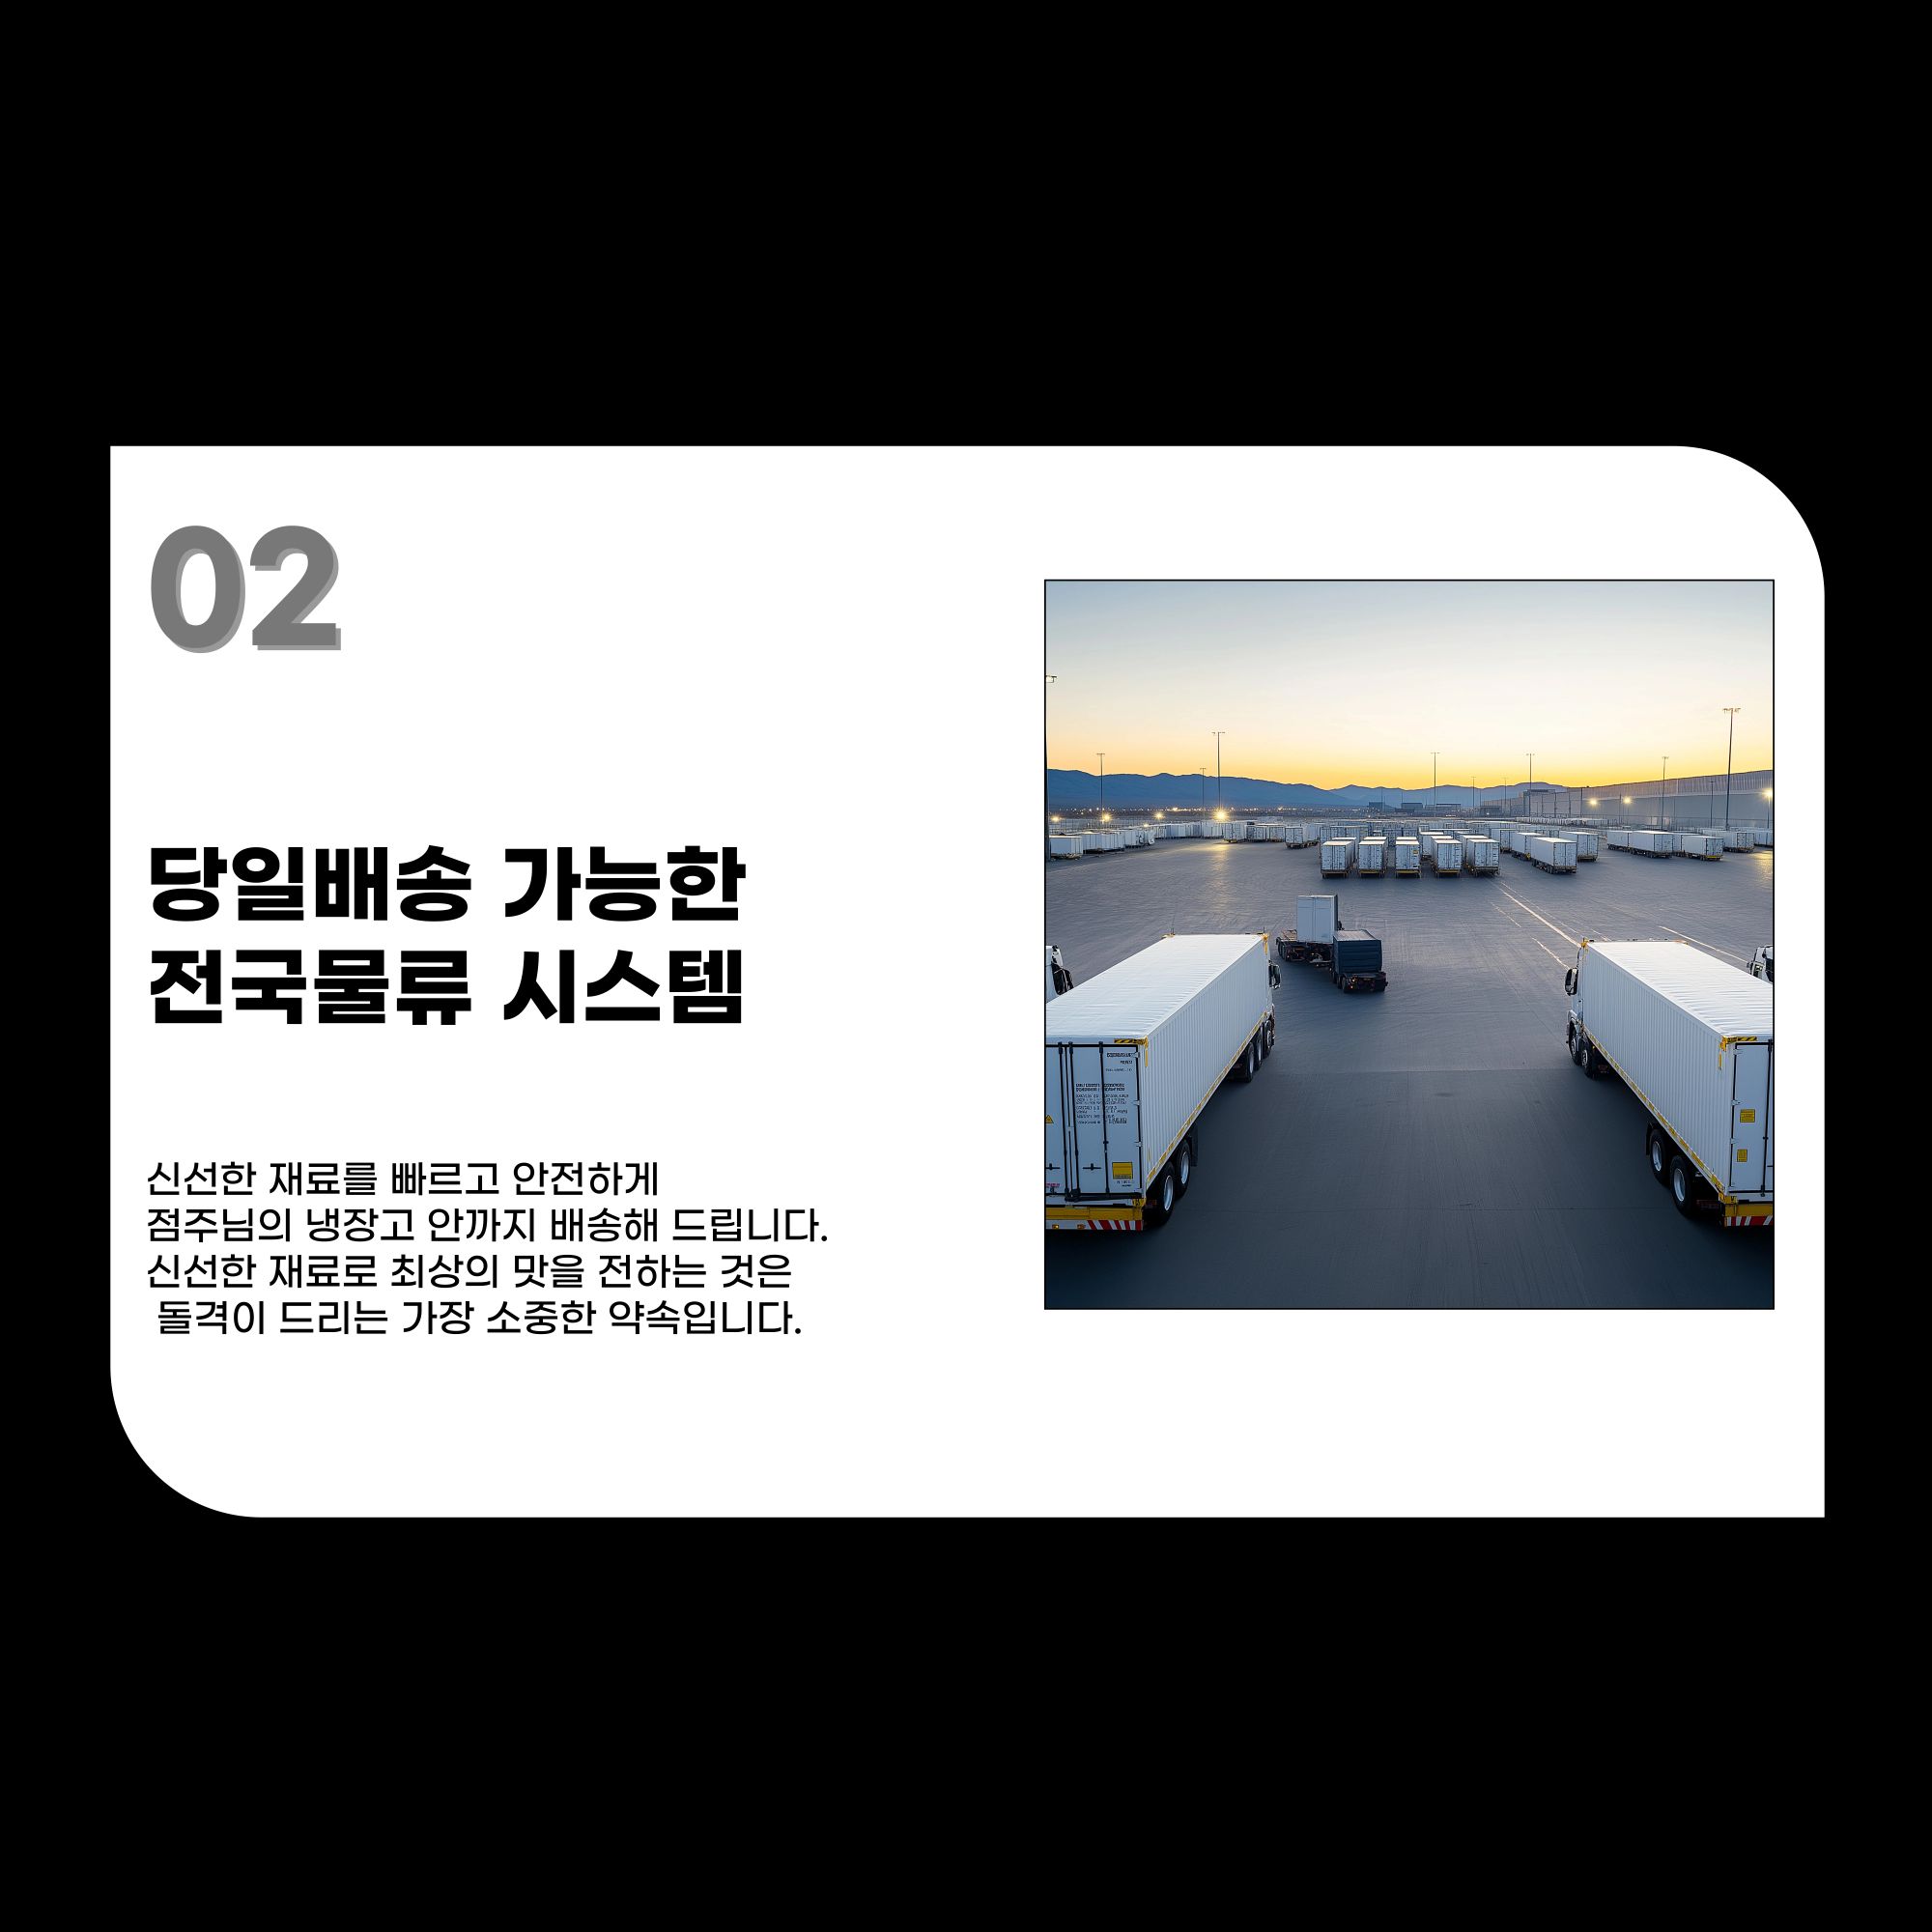 02
당일배송 가능한
전국물류 시스템
신선한 재료를 빠르고 안전하게
점주님의 냉장고 안까지 배송해 드립니다.
신선한 재료로 최상의 맛을 전하는 것은
돌격이 드리는 가장 소중한 약속입니다.